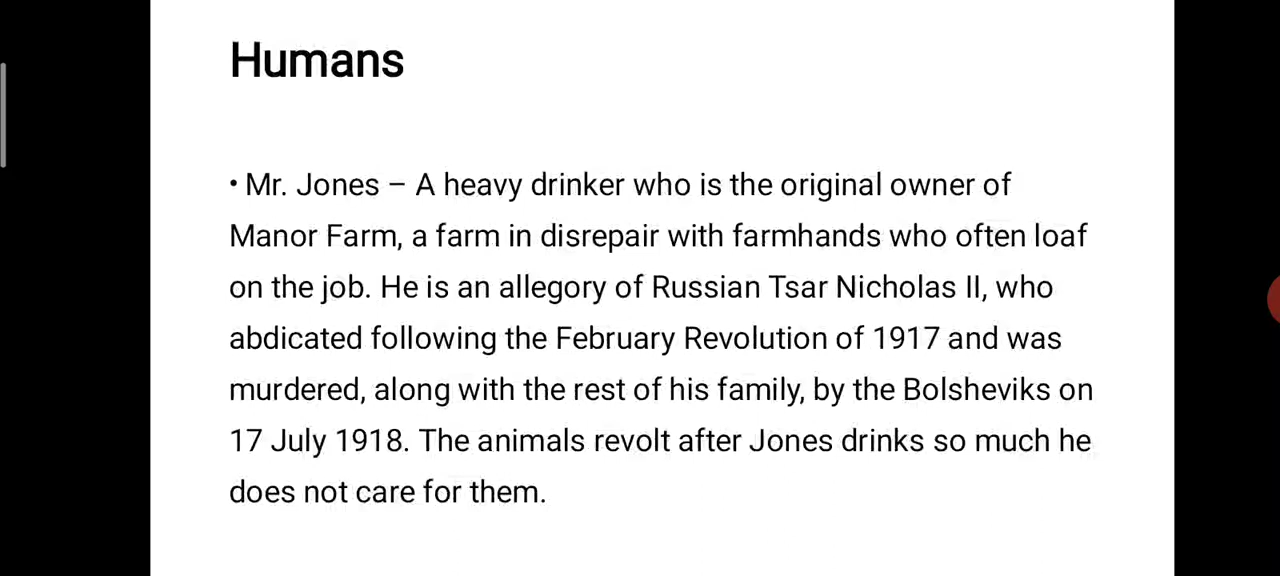 Humans
• Mr. Jones – A heavy drinker who is the original owner of
Manor Farm, a farm in disrepair with farmhands who often loaf
on the job. He is an allegory of Russian Tsar Nicholas II, who
abdicated following the February Revolution of 1917 and was
murdered, along with the rest of his family, by the Bolsheviks on
17 July 1918. The animals revolt after Jones drinks so much he
does not care for them.